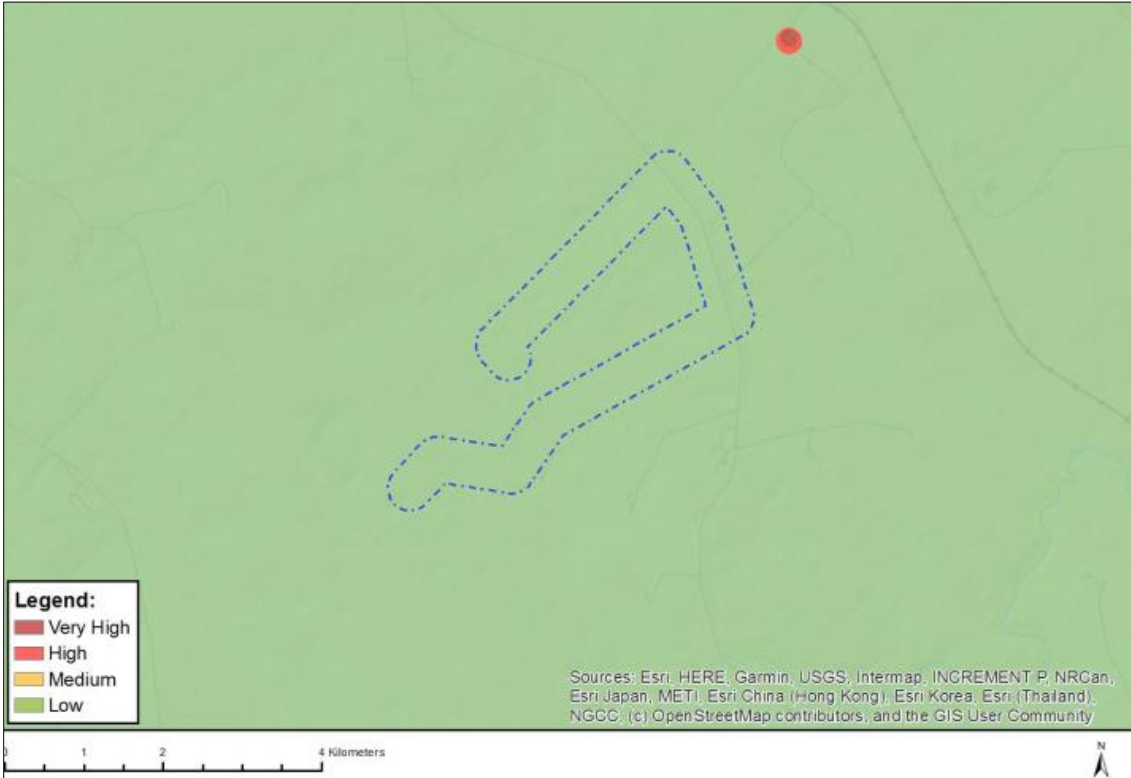 Legend:
Very High
High
Medium
Low
Sources: Esri, HERE, Garmin, USGS, Intermap, INCREMENT P, NRCan,
Esri Japan, METI, Esri China (Hong Kong), Esri Korea, Esri (Thailand),
NGCC, (c) OpenStreetMap contributors, and the GIS User Community
0 1 2 4 Kilometers
N